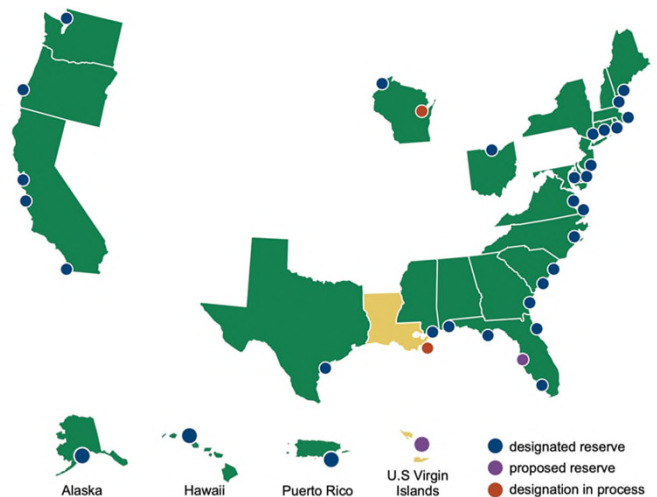 designated reserve
proposed reserve
designation in process
Alaska
Hawaii
Puerto Rico
U.S Virgin
Islands